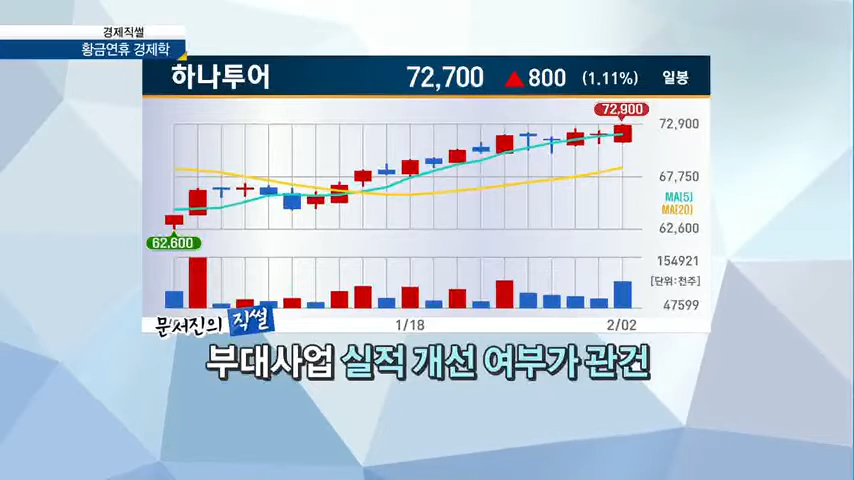 경제직썰
황금연휴 경제학
하나투어 72,700 ▲800 (1.11%) 일봉
72,900
72,900
67,750
MA[5]
MA[20]
62,600
62,600
154921
[단위:천주]
47599
1/18 2/02
문서진의 직썰
부대사업 실적 개선 여부가 관건